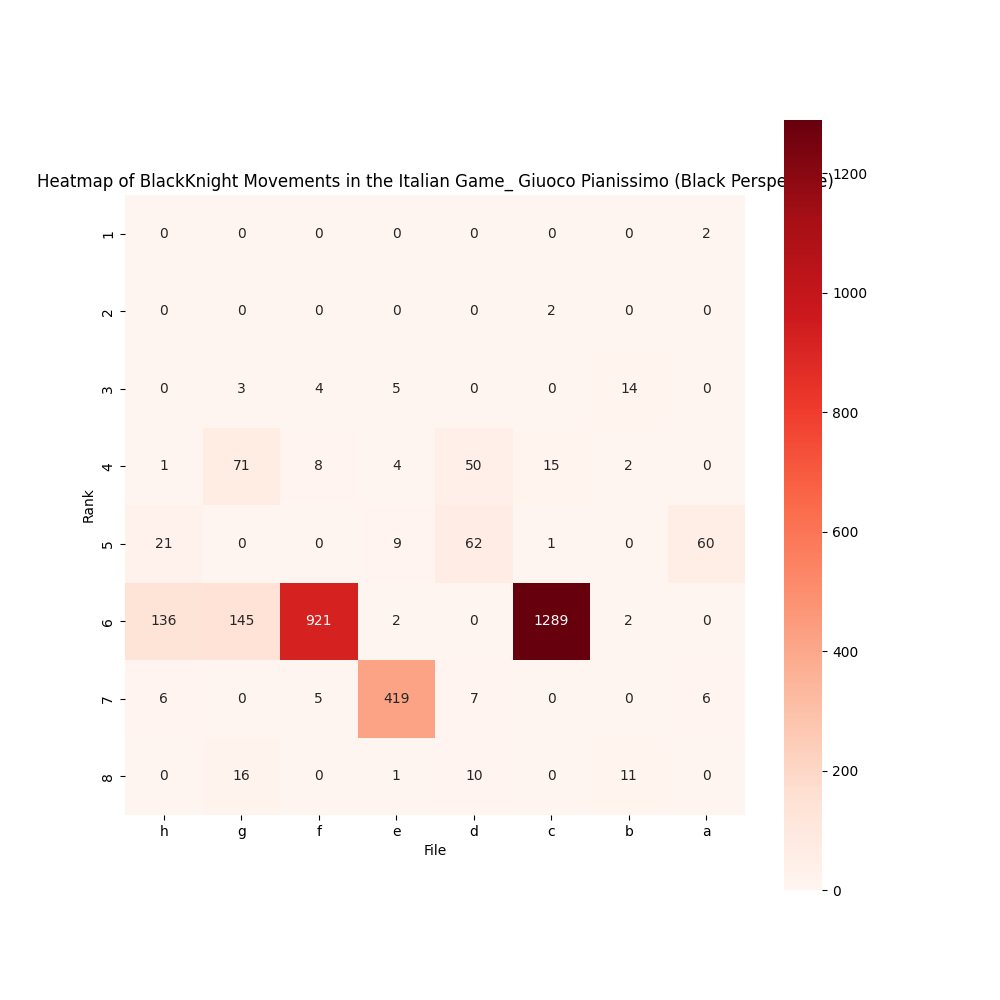 Heatmap of BlackKnight Movements in the Italian Game_ Giuoco Pianissimo (Black Perspe e)
1200
1000
800
600
400
200
0
Rank
1 0 0 0 0 0 0 0 2
2 0 0 0 0 0 2 0 0
3 0 3 4 5 0 0 14 0
4 1 71 8 4 50 15 2 0
5 21 0 0 9 62 1 0 60
6 136 145 921 2 0 1289 2 0
7 6 0 5 419 7 0 0 6
8 0 16 0 1 10 0 11 0
h g f e d c b a
File